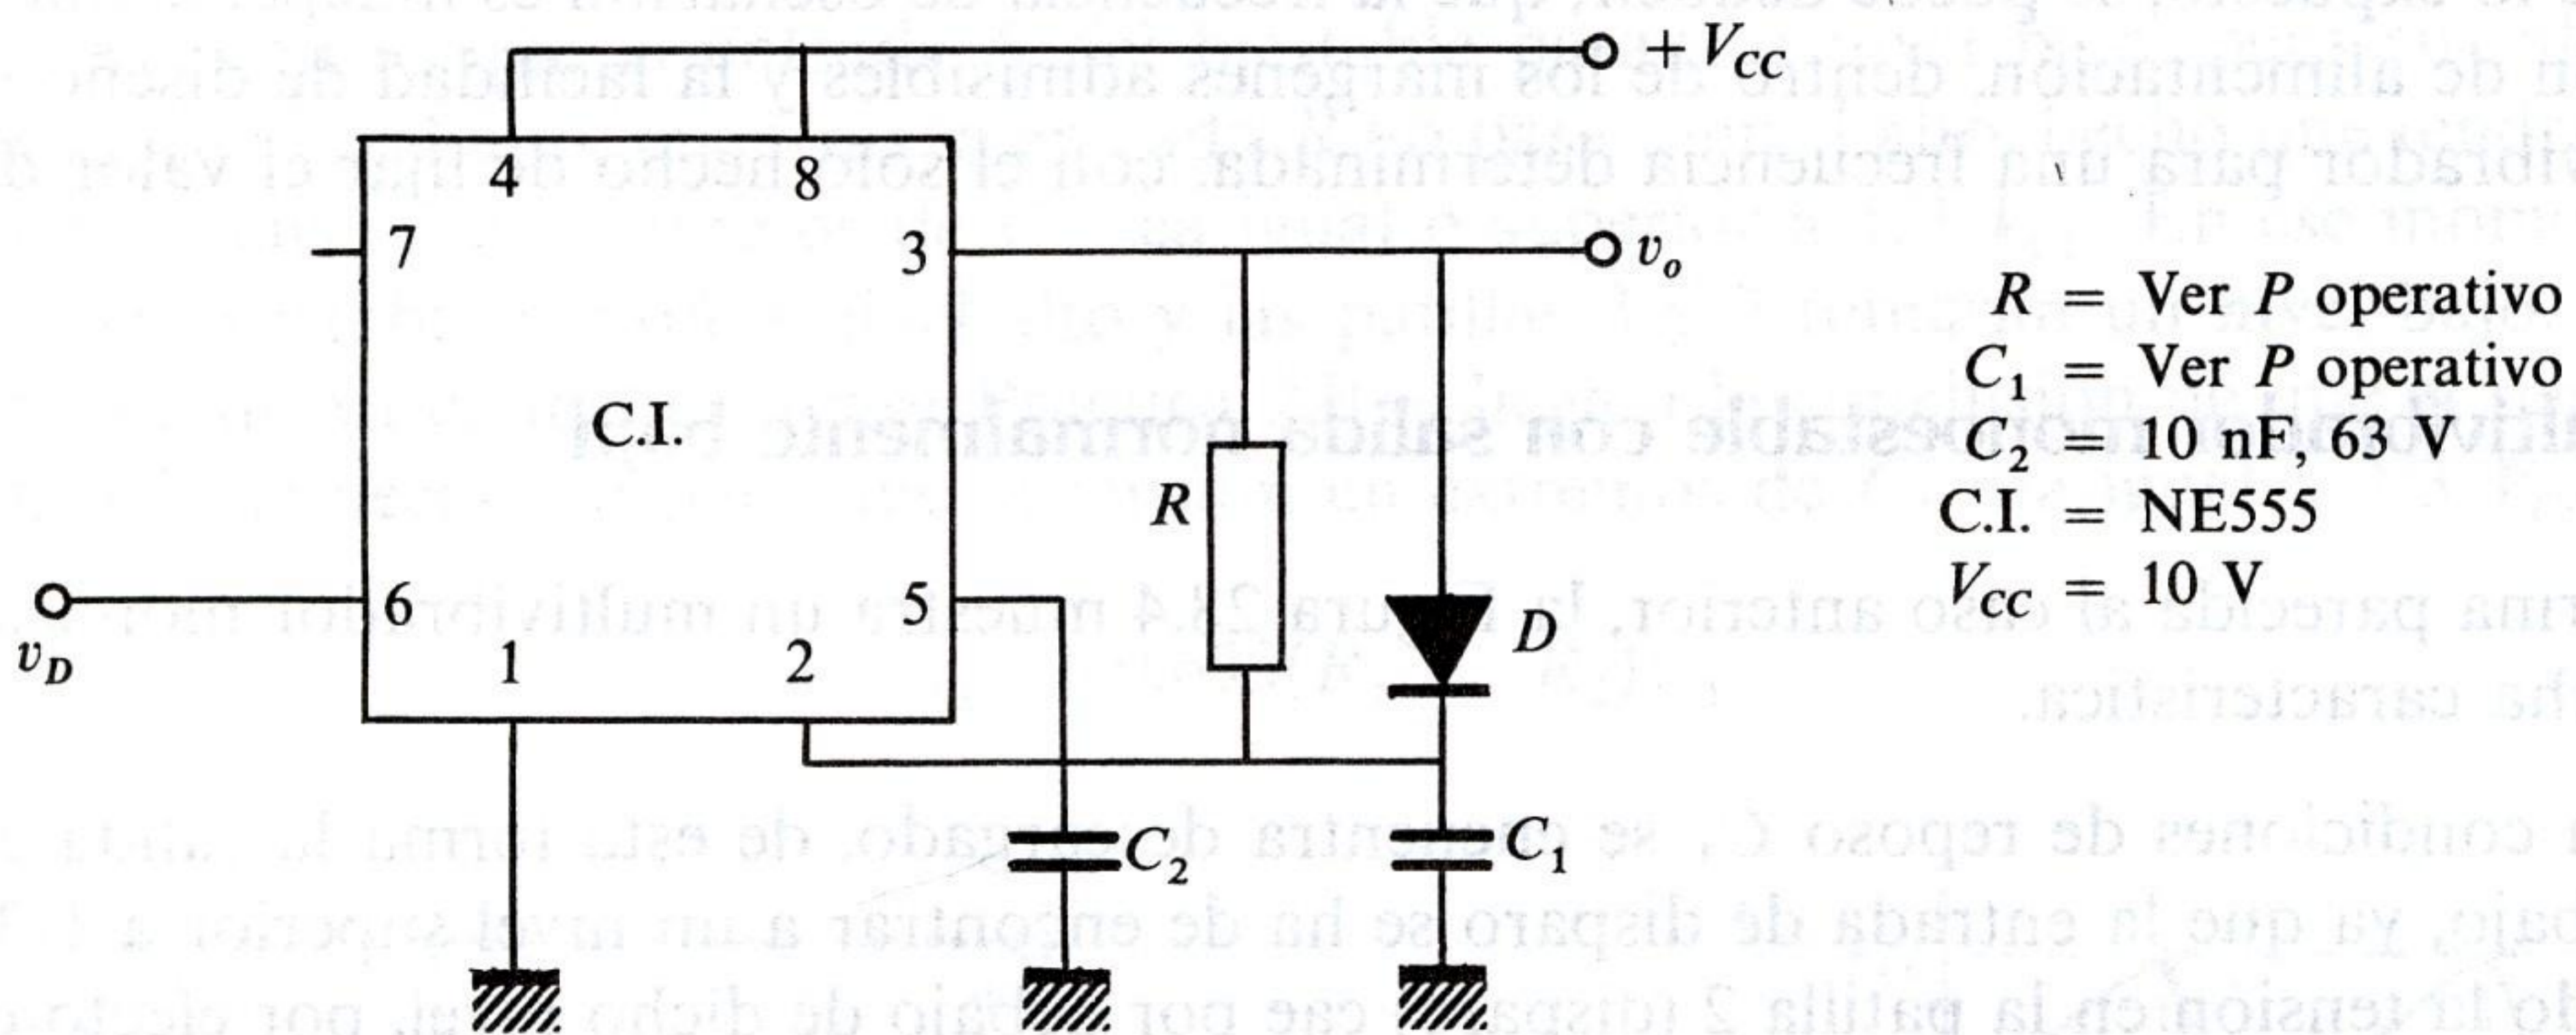 + V_CC
4
8
7
3
v_o
R = Ver P operativo
C_1 = Ver P operativo
C.I.
C_2 = 10 nF, 63 V
R
C.I. = NE555
V_CC = 10 V
6
5
D
v_D
1
2
C_2
C_1